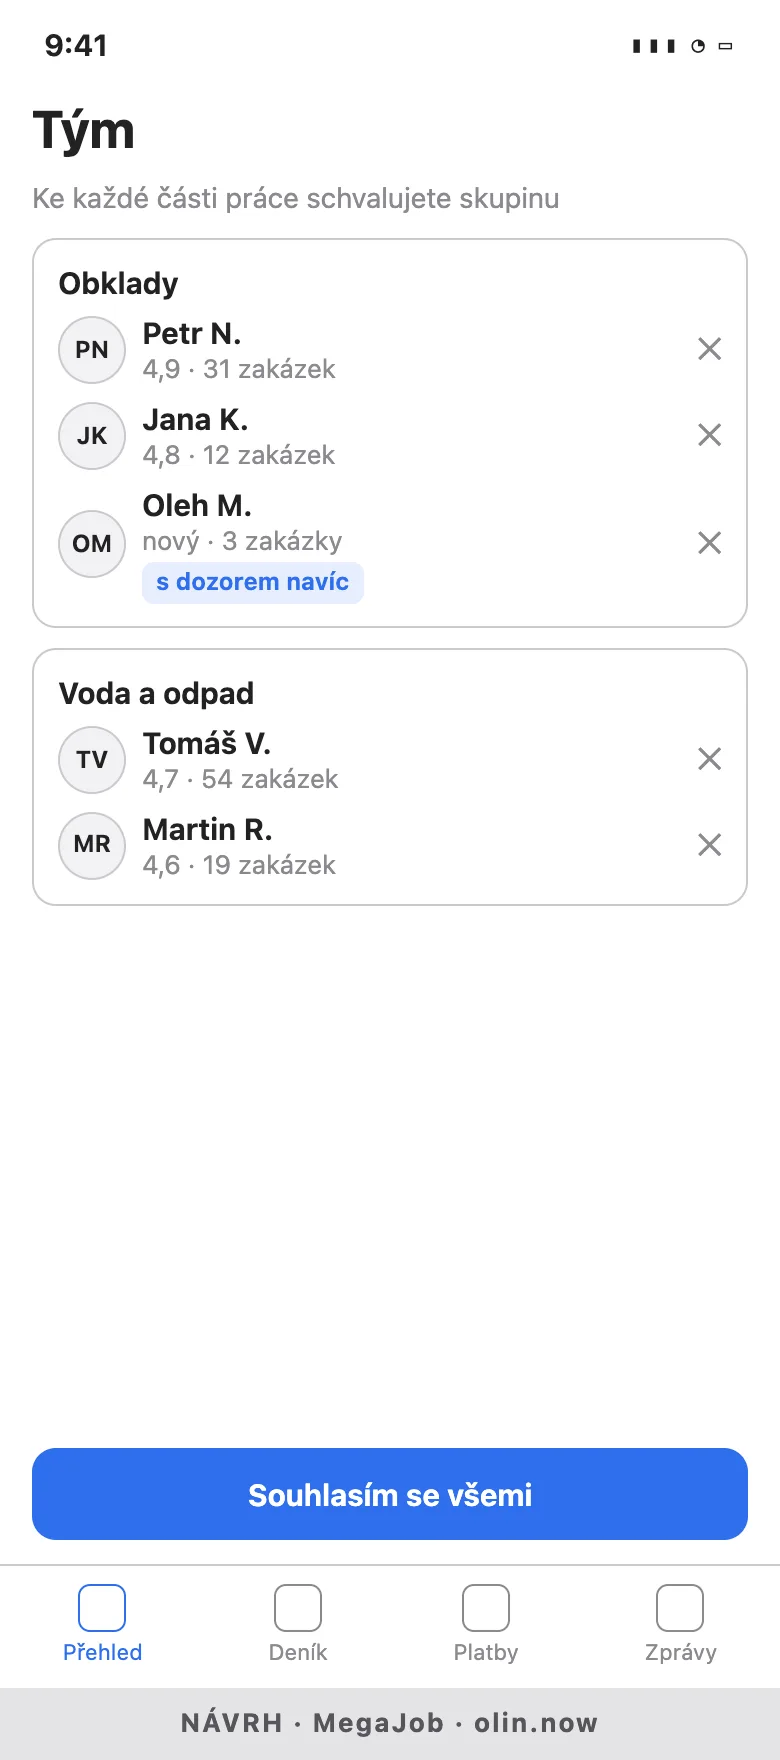 9:41
Tým
Ke každé části práce schvalujete skupinu
Obklady
PN
Petr N.
4,9 · 31 zakázek
JK
Jana K.
4,8 · 12 zakázek
OM
Oleh M.
nový · 3 zakázky
s dozorem navíc
Voda a odpad
TV
Tomáš V.
4,7 · 54 zakázek
MR
Martin R.
4,6 · 19 zakázek
Souhlasím se všemi
Přehled
Deník
Platby
Zprávy
NÁVRH · MegaJob · olin.now